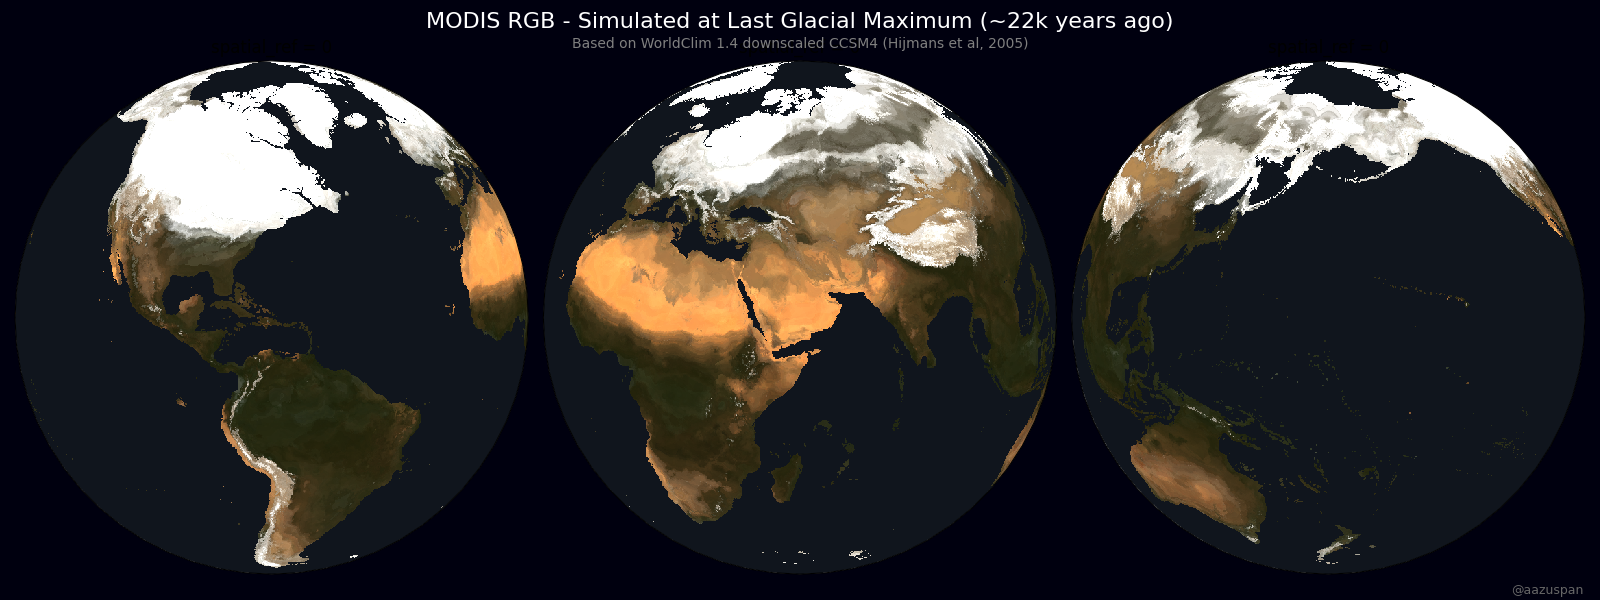 MODIS RGB - Simulated at Last Glacial Maximum (~22k years ago)
Based on WorldClim 1.4 downscaled CCSM4 (Hijmans et al, 2005)
@aazuspan